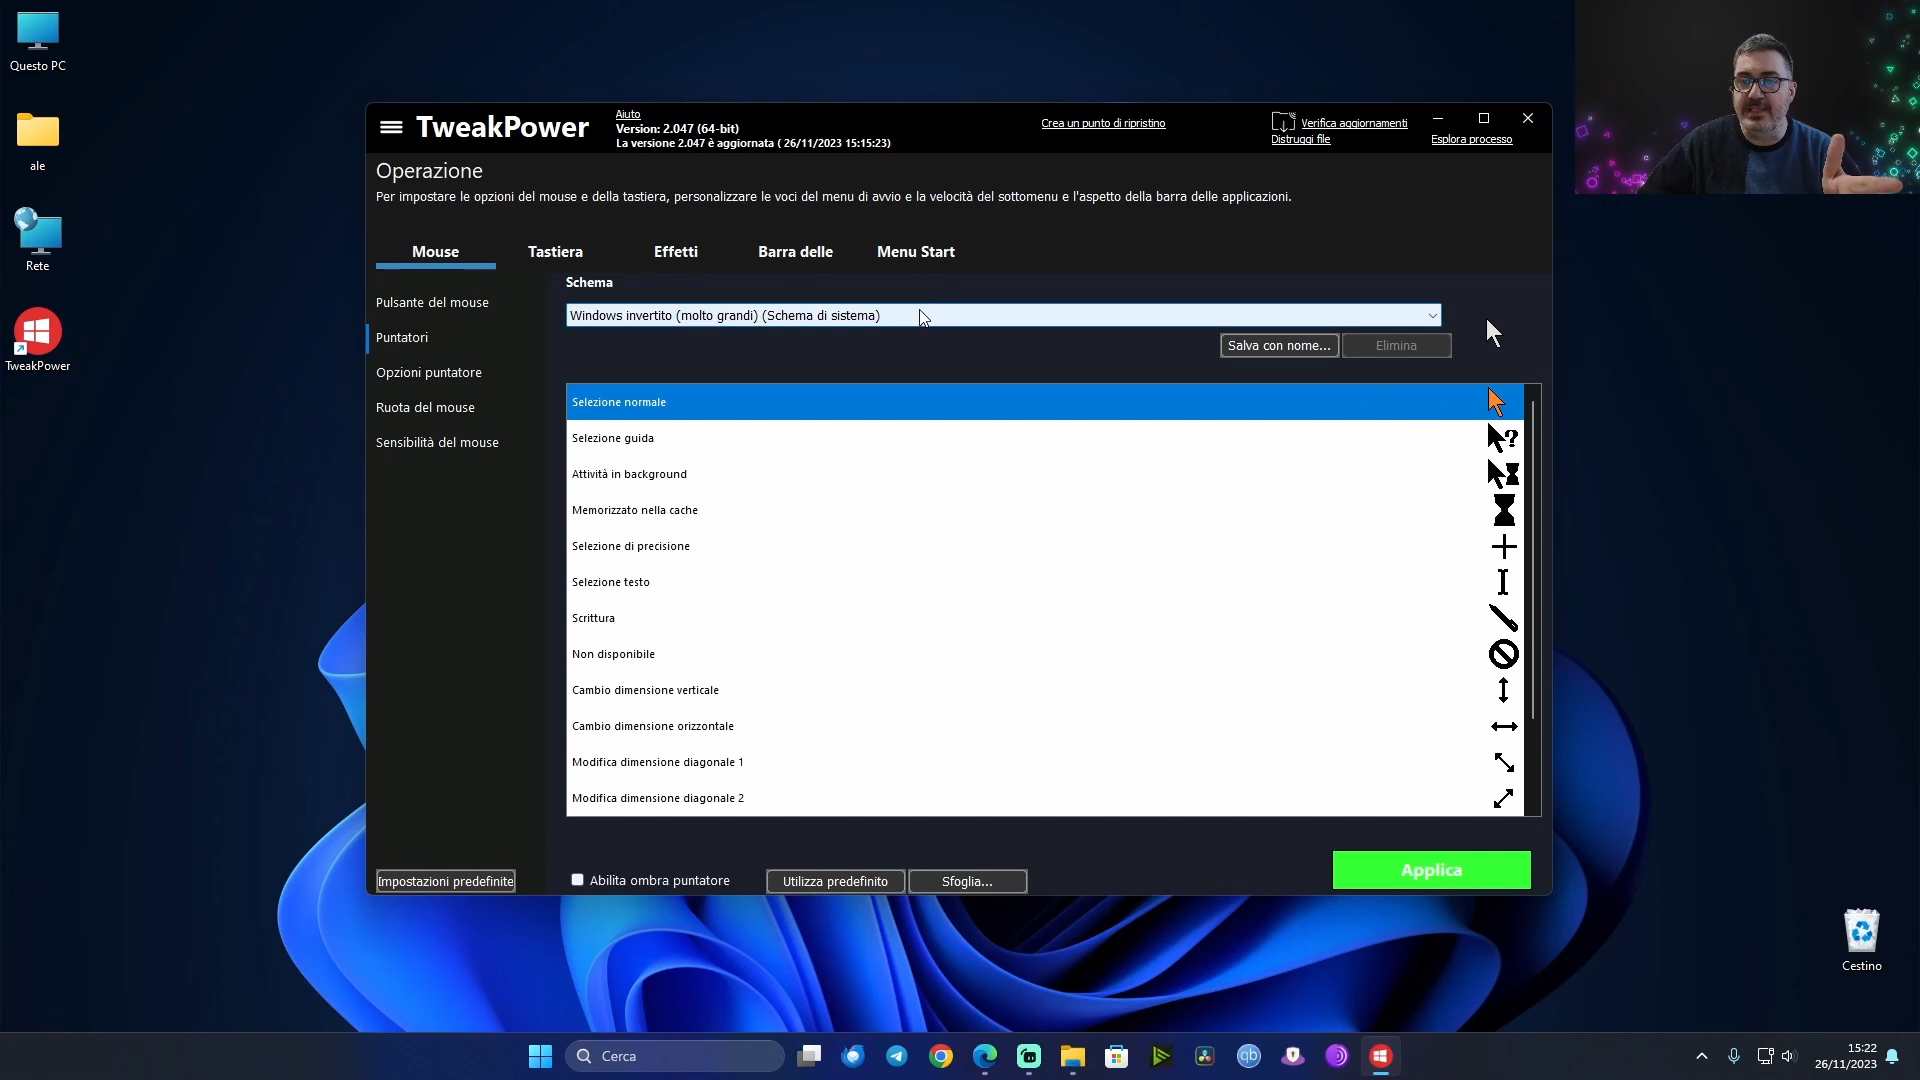 Questo PC
ale
Rete
TweakPower
TweakPower
Aiuto
Version: 2.047 (64-bit)
La versione 2.047 è aggiornata ( 26/11/2023 15:15:23)
Crea un punto di ripristino
Verifica aggiornamenti
Distruggi file
Esplora processo
Operazione
Per impostare le opzioni del mouse e della tastiera, personalizzare le voci del menu di avvio e la velocità del sottomenu e l'aspetto della barra delle applicazioni.
Mouse
Tastiera
Effetti
Barra delle
Menu Start
Pulsante del mouse
Puntatori
Opzioni puntatore
Ruota del mouse
Sensibilità del mouse
Schema
Windows invertito (molto grandi) (Schema di sistema)
Salva con nome...
Elimina
Selezione normale
Selezione guida
Attività in background
Memorizzato nella cache
Selezione di precisione
Selezione testo
Scrittura
Non disponibile
Cambio dimensione verticale
Cambio dimensione orizzontale
Modifica dimensione diagonale 1
Modifica dimensione diagonale 2
Impostazioni predefinite
Abilita ombra puntatore
Utilizza predefinito
Sfoglia...
Applica
Cestino
Cerca
qb
15:22
26/11/2023